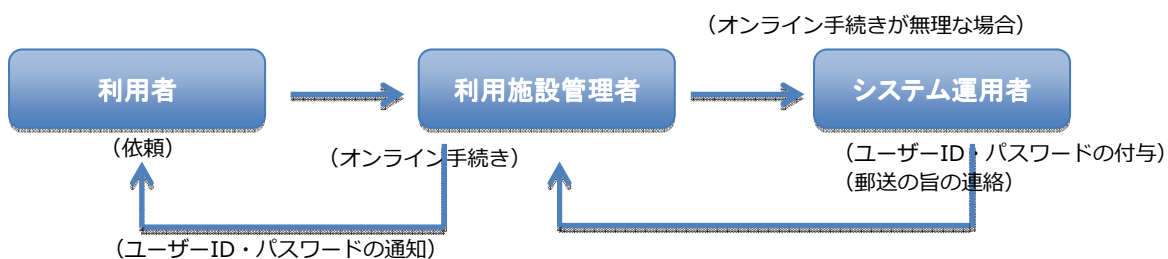 （オンライン手続きが無理な場合）
利用者
利用施設管理者
システム運用者
（依頼）
（オンライン手続き）
（ユーザーID・パスワードの付与）
（郵送の旨の連絡）
（ユーザーID・パスワードの通知）